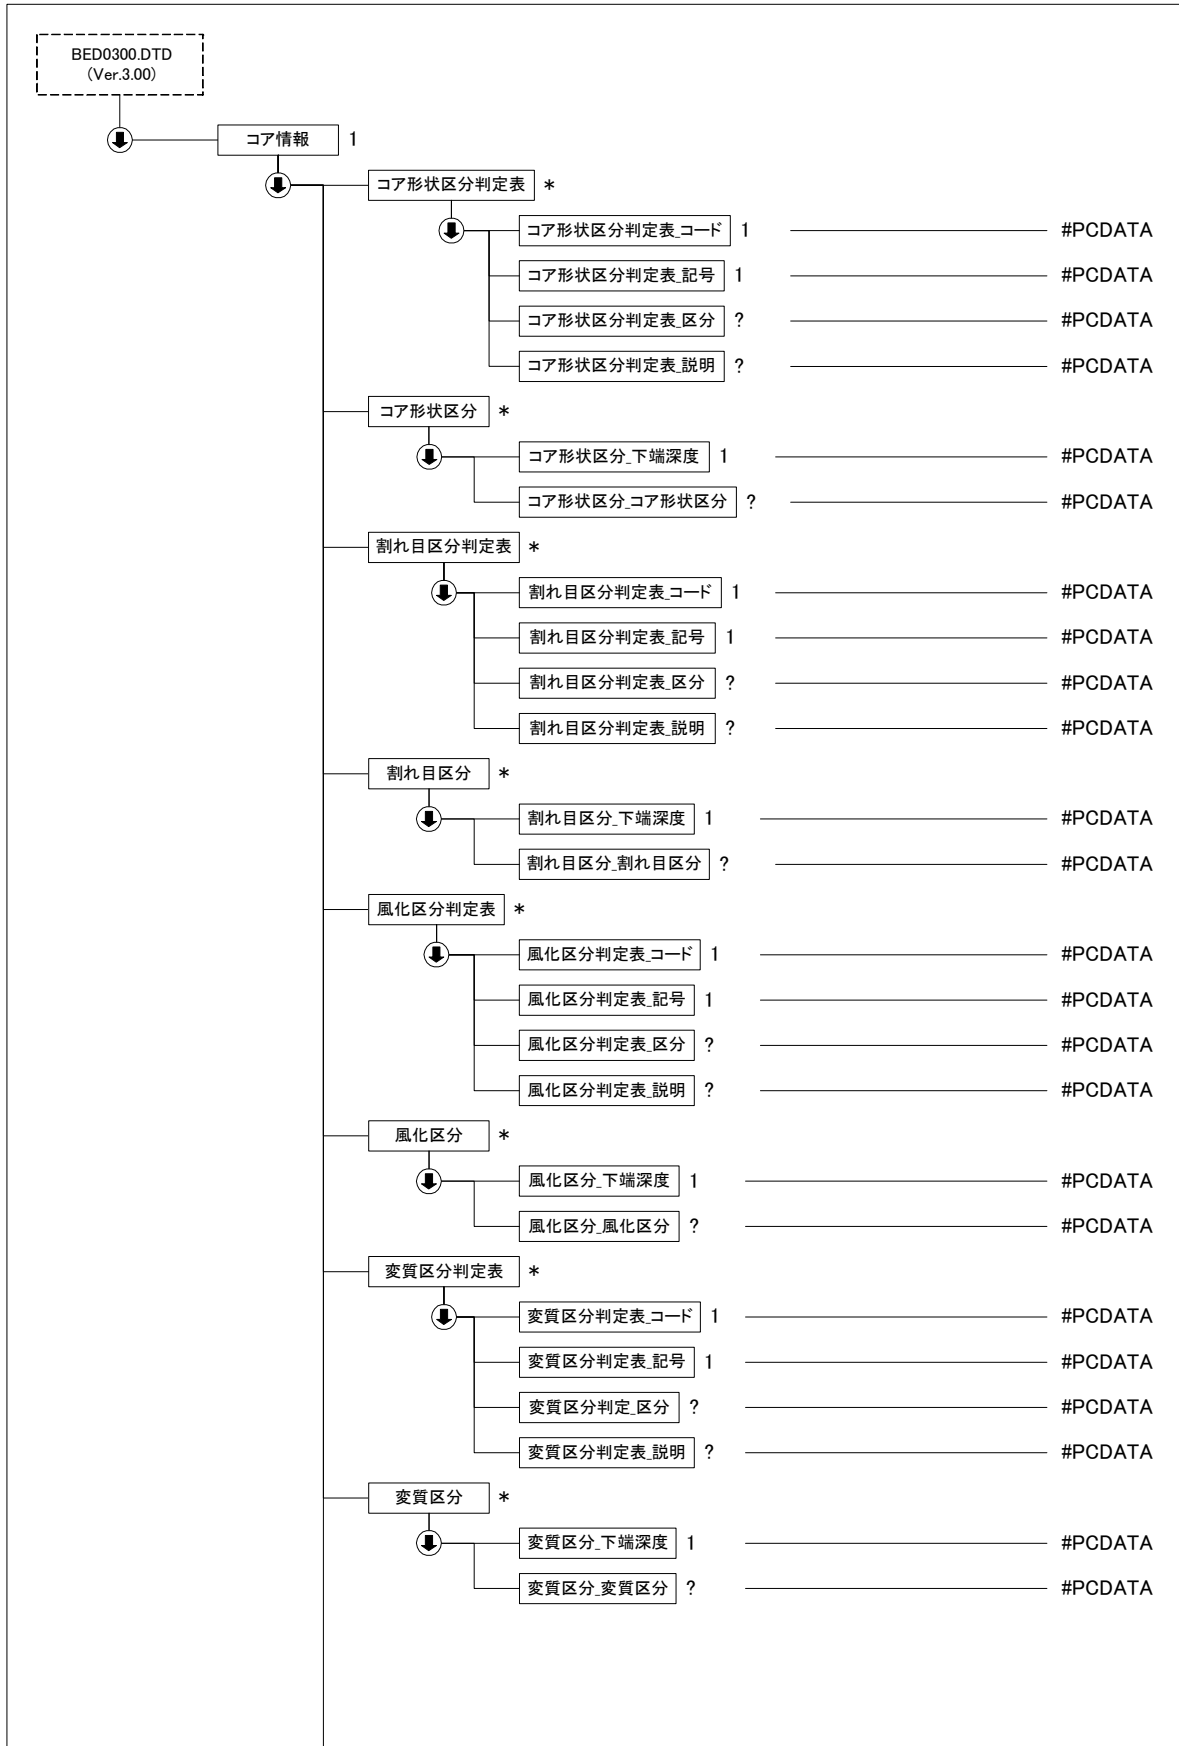 BED0300.DTD
(Ver.3.00)
コア情報 1
コア形状区分判定表 *
コア形状区分判定表_コード 1 #PCDATA
コア形状区分判定表_記号 1 #PCDATA
コア形状区分判定表_区分 ? #PCDATA
コア形状区分判定表_説明 ? #PCDATA
コア形状区分 *
コア形状区分_下端深度 1 #PCDATA
コア形状区分_コア形状区分 ? #PCDATA
割れ目区分判定表 *
割れ目区分判定表_コード 1 #PCDATA
割れ目区分判定表_記号 1 #PCDATA
割れ目区分判定表_区分 ? #PCDATA
割れ目区分判定表_説明 ? #PCDATA
割れ目区分 *
割れ目区分_下端深度 1 #PCDATA
割れ目区分_割れ目区分 ? #PCDATA
風化区分判定表 *
風化区分判定表_コード 1 #PCDATA
風化区分判定表_記号 1 #PCDATA
風化区分判定表_区分 ? #PCDATA
風化区分判定表_説明 ? #PCDATA
風化区分 *
風化区分_下端深度 1 #PCDATA
風化区分_風化区分 ? #PCDATA
変質区分判定表 *
変質区分判定表_コード 1 #PCDATA
変質区分判定表_記号 1 #PCDATA
変質区分判定_区分 ? #PCDATA
変質区分判定表_説明 ? #PCDATA
変質区分 *
変質区分_下端深度 1 #PCDATA
変質区分_変質区分 ? #PCDATA